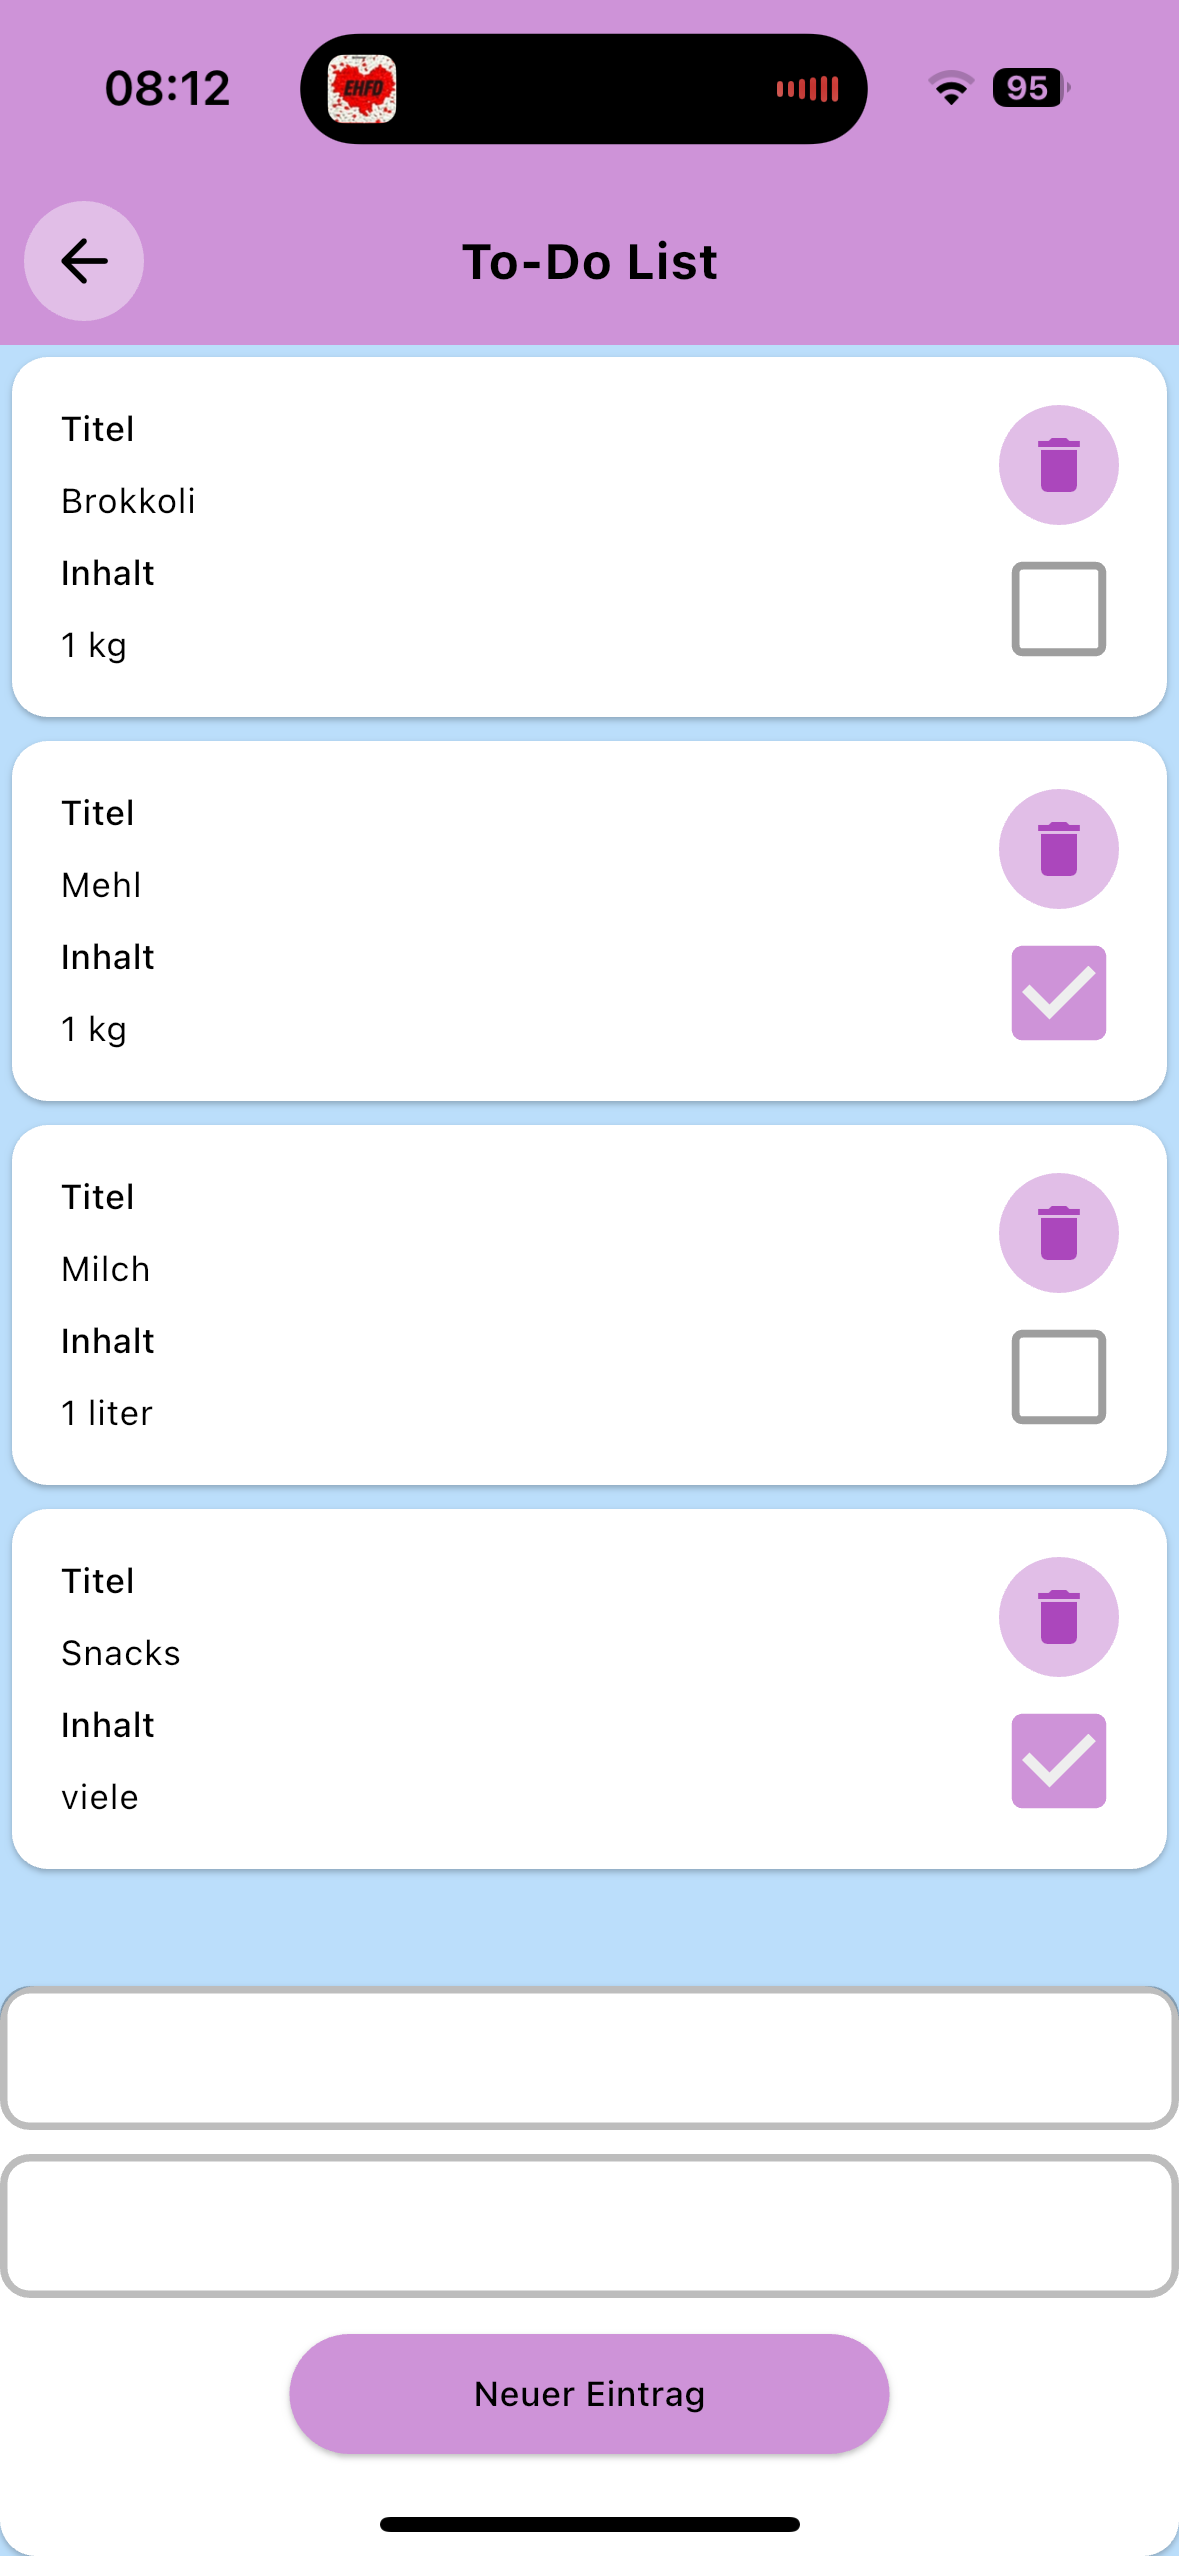 08:12
EHFD
95
To-Do List
Titel
Brokkoli
Inhalt
1 kg
Titel
Mehl
Inhalt
1 kg
Titel
Milch
Inhalt
1 liter
Titel
Snacks
Inhalt
viele
Neuer Eintrag